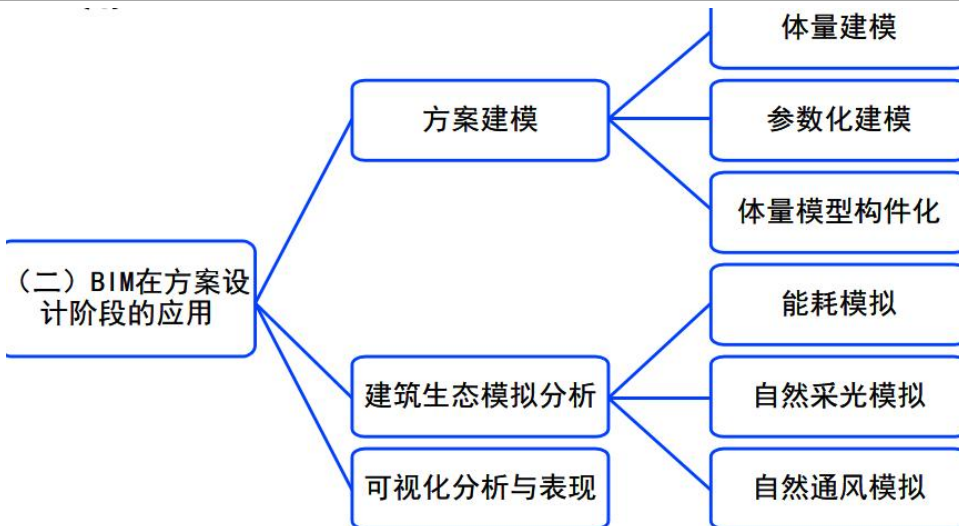 体量建模
方案建模
参数化建模
体量模型构件化
（二）BIM在方案设
计阶段的应用
能耗模拟
建筑生态模拟分析
自然采光模拟
可视化分析与表现
自然通风模拟